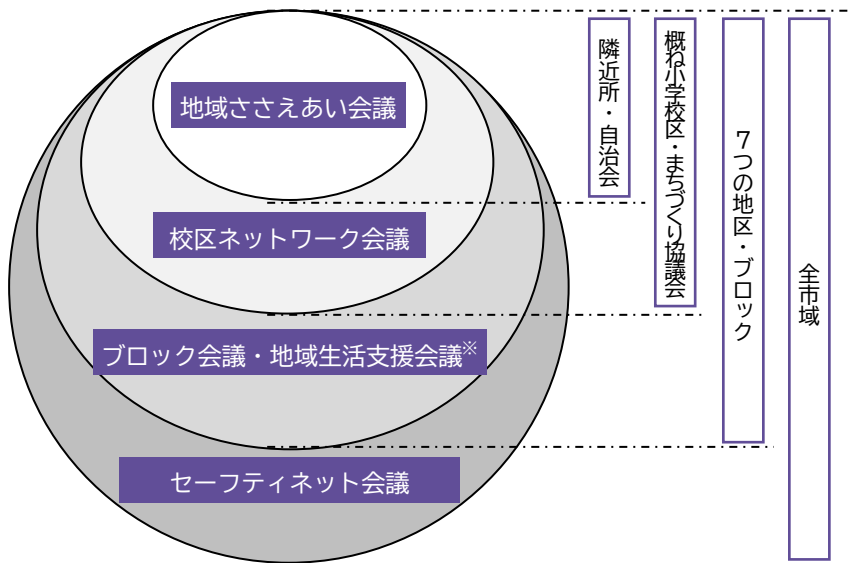 地域ささえあい会議
校区ネットワーク会議
ブロック会議・地域生活支援会議※
セーフティネット会議
隣近所・自治会
概ね小学校区・まちづくり協議会
７つの地区・ブロック
全市域